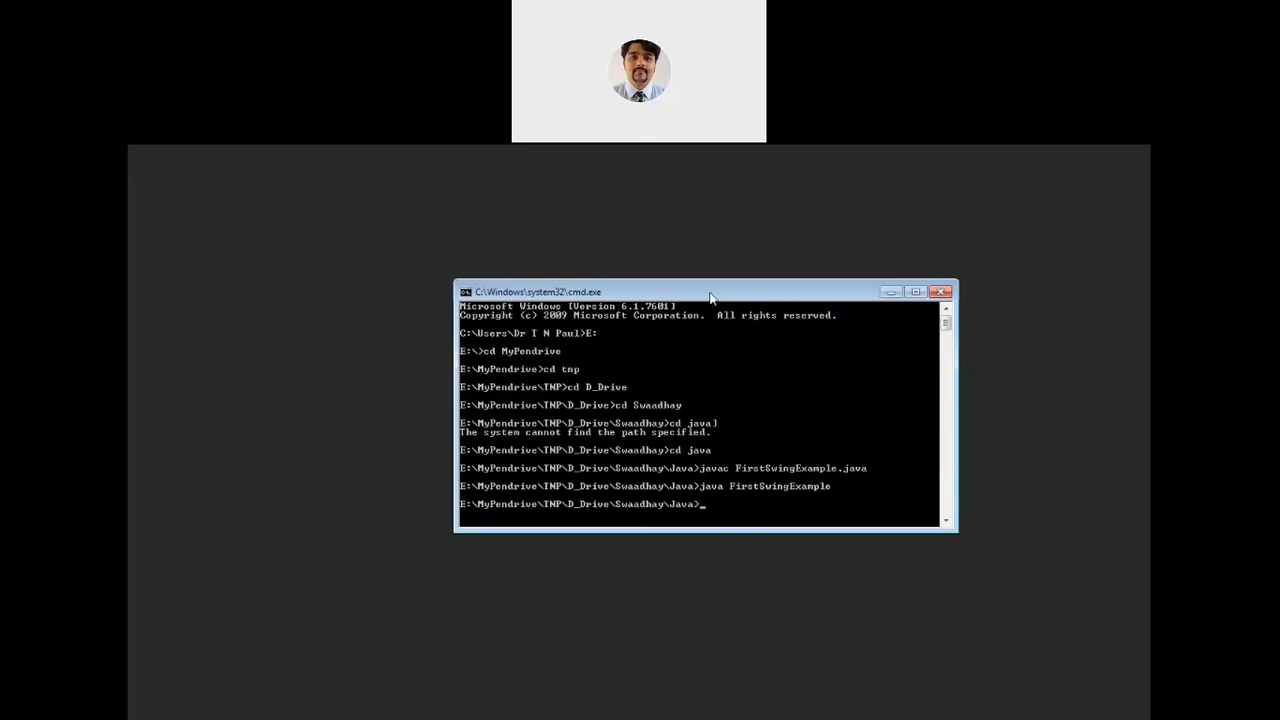 C:\Windows\system32\cmd.exe
Microsoft Windows [Version 6.1.7601]
Copyright (c) 2009 Microsoft Corporation.  All rights reserved.
C:\Users\Dr T N Paul>E:
E:\>cd MyPendrive
E:\MyPendrive>cd tnp
E:\MyPendrive\TNP>cd D_Drive
E:\MyPendrive\TNP\D_Drive>cd Swaadhay
E:\MyPendrive\TNP\D_Drive\Swaadhay>cd java]
The system cannot find the path specified.
E:\MyPendrive\TNP\D_Drive\Swaadhay>cd java
E:\MyPendrive\TNP\D_Drive\Swaadhay\Java>javac FirstSwingExample.java
E:\MyPendrive\TNP\D_Drive\Swaadhay\Java>java FirstSwingExample
E:\MyPendrive\TNP\D_Drive\Swaadhay\Java>_